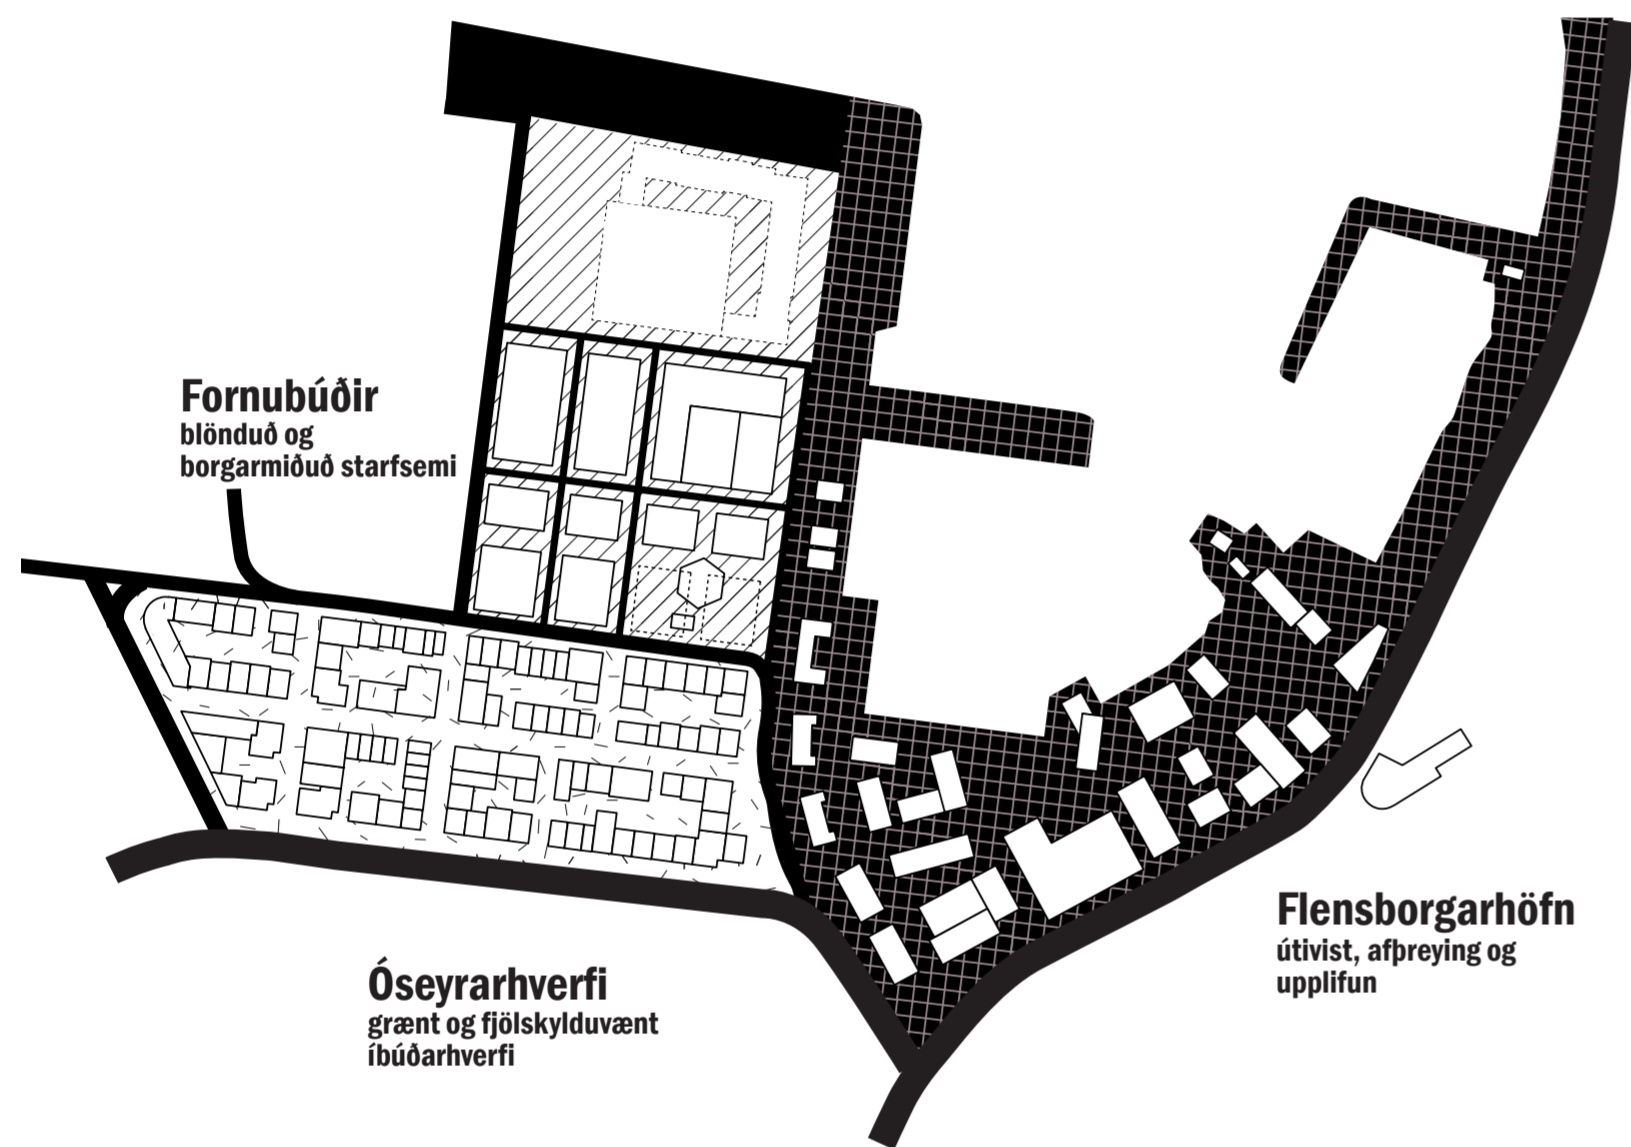 Fornubúðir
blönduð og
borgarmiðuð starfsemi
Óseyrarhverfi
grænt og fjölskylduvænt
íbúðarhverfi
Flensborgarhöfn
útivist, afþreying og
upplifun